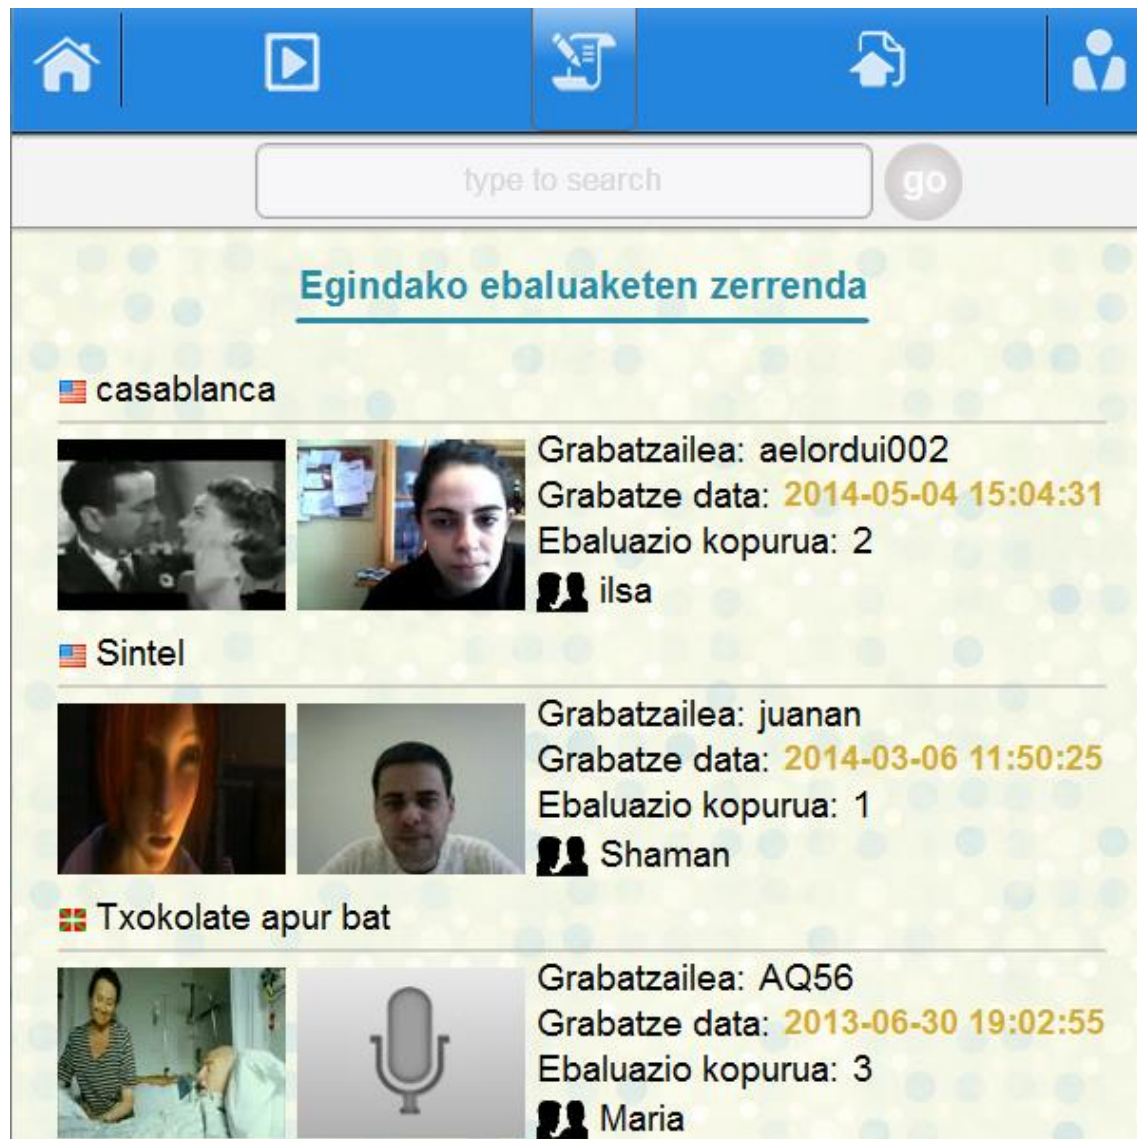 type to search
go
Egindako ebaluaketen zerrenda
casablanca
Grabatzailea: aelordui002
Grabatze data: 2014-05-04 15:04:31
Ebaluazio kopurua: 2
ilsa
Sintel
Grabatzailea: juanan
Grabatze data: 2014-03-06 11:50:25
Ebaluazio kopurua: 1
Shaman
Txokolate apur bat
Grabatzailea: AQ56
Grabatze data: 2013-06-30 19:02:55
Ebaluazio kopurua: 3
Maria